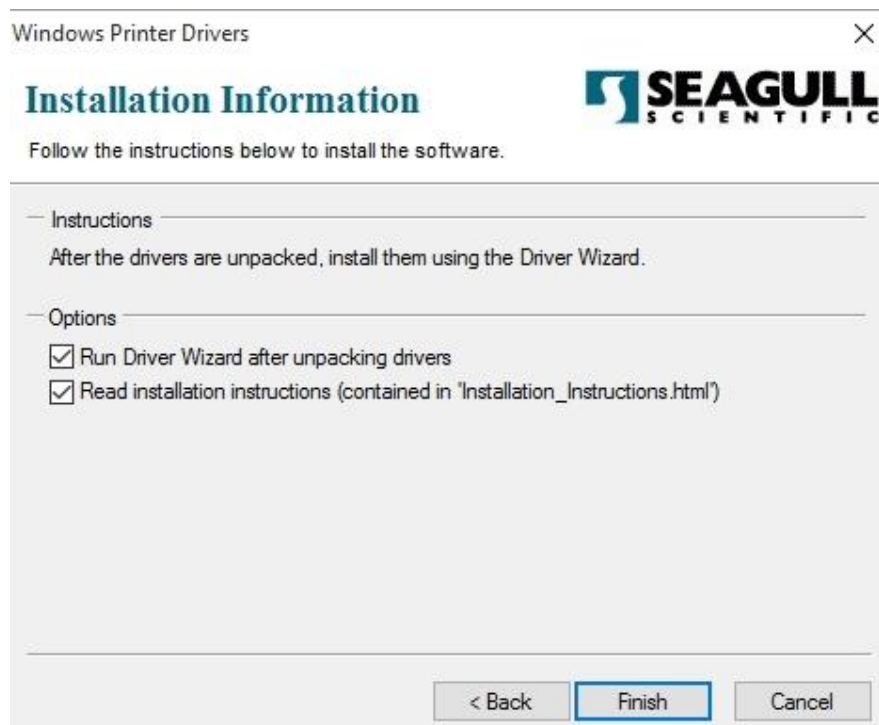 Windows Printer Drivers
Installation Information
SEAGULL
SCIENTIFIC
Follow the instructions below to install the software.
Instructions
After the drivers are unpacked, install them using the Driver Wizard.
Options
Run Driver Wizard after unpacking drivers
Read installation instructions (contained in 'Installation_Instructions.html')
< Back
Finish
Cancel